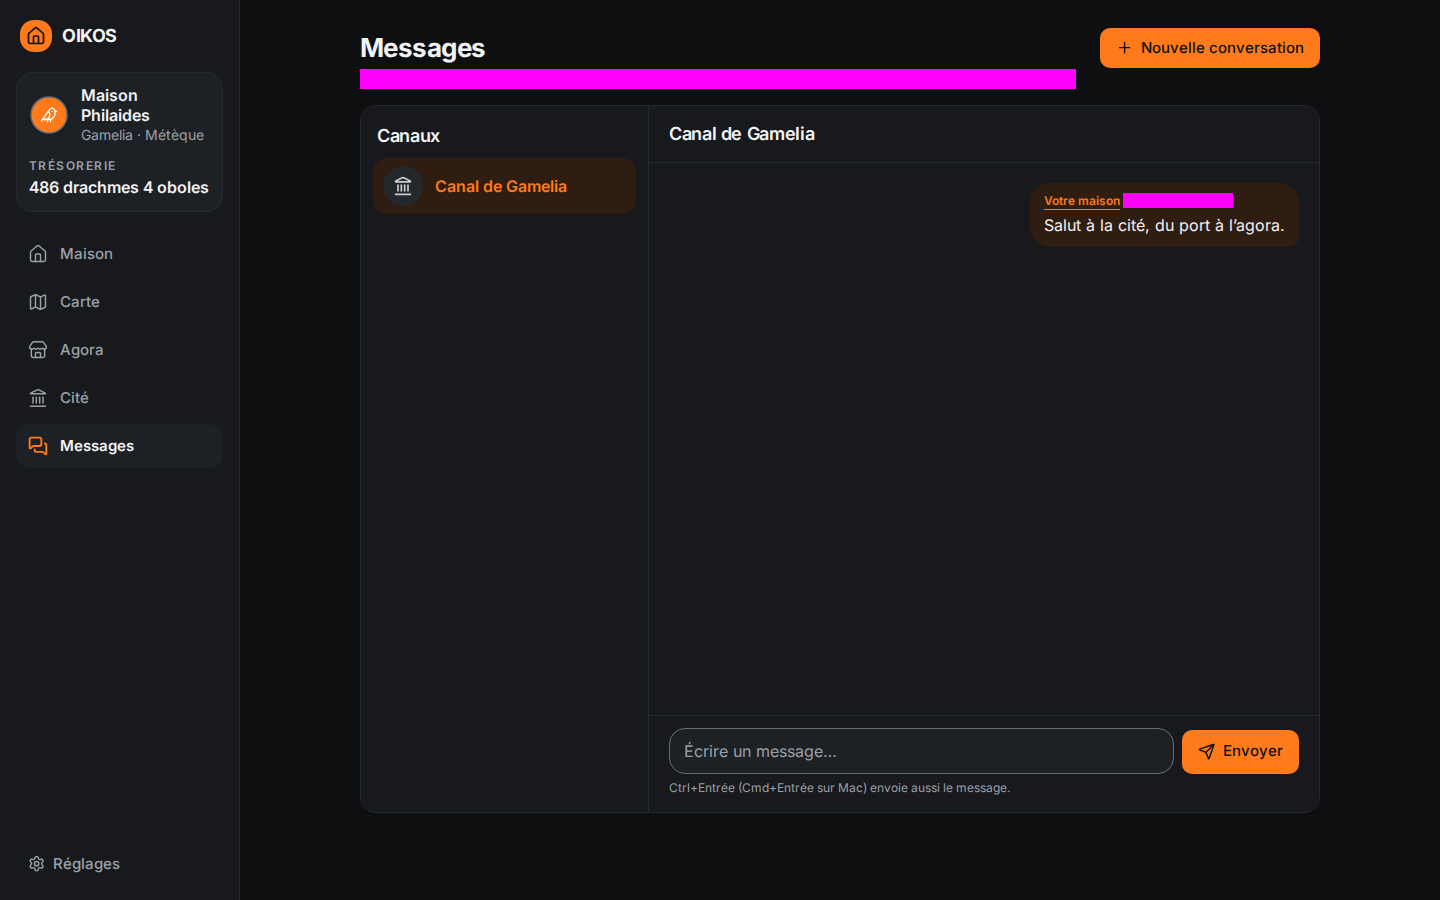 OIKOS
Maison
Philaides
Gamelia · Métèque
TRÉSORERIE
486 drachmes 4 oboles
Maison
Carte
Agora
Cité
Messages
Réglages
Messages
Nouvelle conversation
Canaux
Canal de Gamelia
Canal de Gamelia
Votre maison
Salut à la cité, du port à l’agora.
Écrire un message...
Envoyer
Ctrl+Entrée (Cmd+Entrée sur Mac) envoie aussi le message.